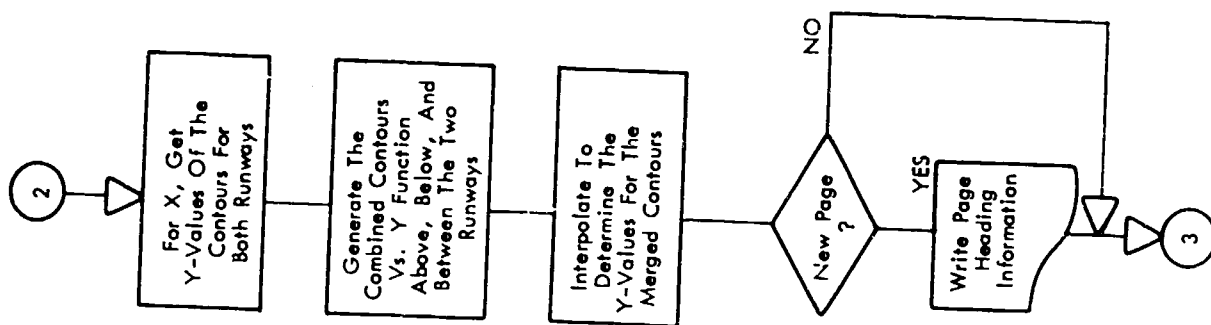 2
For X, Get
Y-Values Of The
Contours For
Both Runways
Generate The
Combined Contours
Vs. Y Function
Above, Below, And
Between The Two
Runways
Interpolate To
Determine The
Y-Values For The
Merged Contours
New Page
?
NO
YES
Write Page
Heading
Information
3